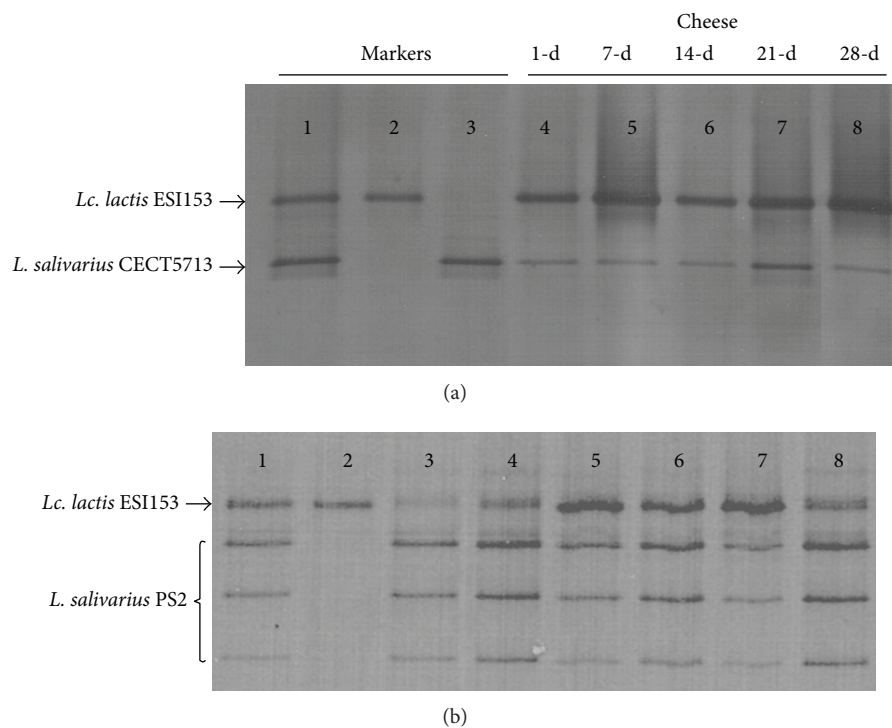 Cheese
Markers 1-d 7-d 14-d 21-d 28-d
1 2 3 4 5 6 7 8
Lc. lactis ESI153
L. salivarius CECT5713
(a)
1 2 3 4 5 6 7 8
Lc. lactis ESI153
L. salivarius PS2
(b)